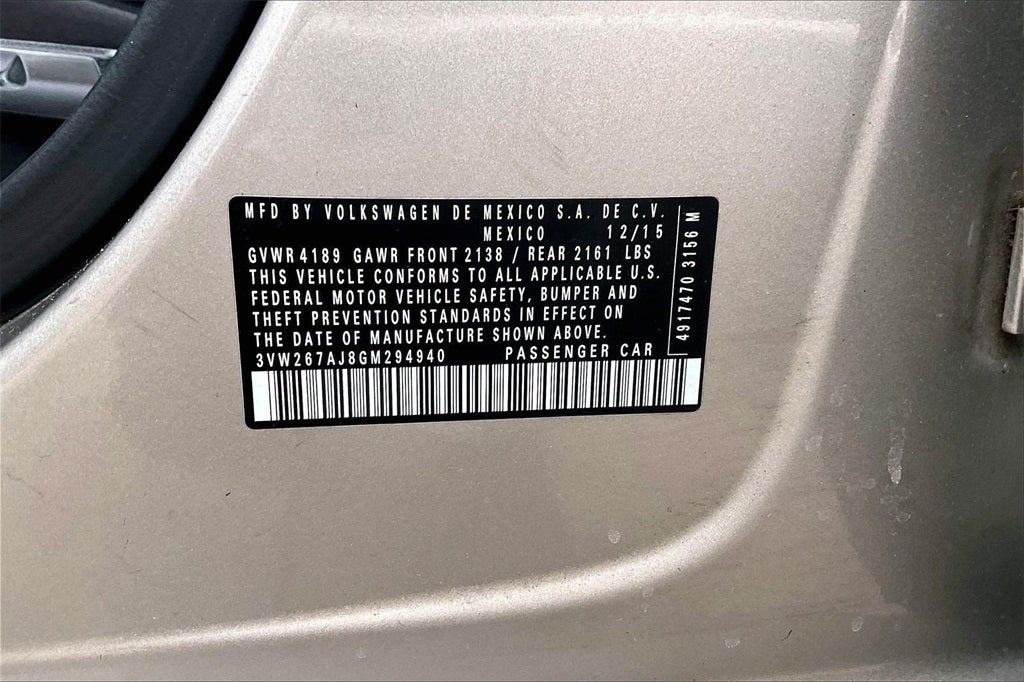 MFD BY VOLKSWAGEN DE MEXICO S.A. DE C.V.
MEXICO 12/15
GVWR 4189 GAWR FRONT 2138 / REAR 2161 LBS
THIS VEHICLE CONFORMS TO ALL APPLICABLE U.S.
FEDERAL MOTOR VEHICLE SAFETY, BUMPER AND
THEFT PREVENTION STANDARDS IN EFFECT ON
THE DATE OF MANUFACTURE SHOWN ABOVE.
3VW267AJ8GM294940 PASSENGER CAR
4917470 3156 M